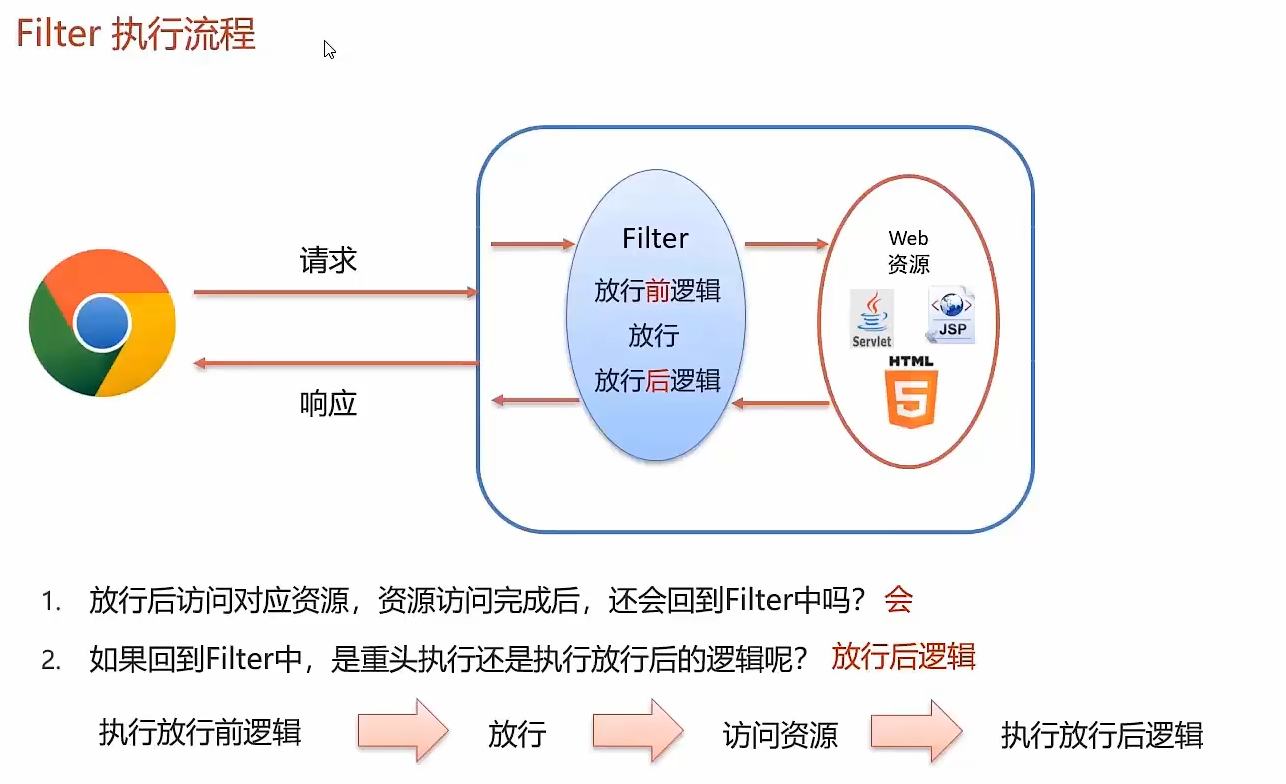 Filter 执行流程
请求
响应
Filter
放行前逻辑
放行
放行后逻辑
Web
资源
Servlet
JSP
HTML
5
1. 放行后访问对应资源，资源访问完成后，还会回到Filter中吗？ 会
2. 如果回到Filter中，是重头执行还是执行放行后的逻辑呢？ 放行后逻辑
执行放行前逻辑 放行 访问资源 执行放行后逻辑